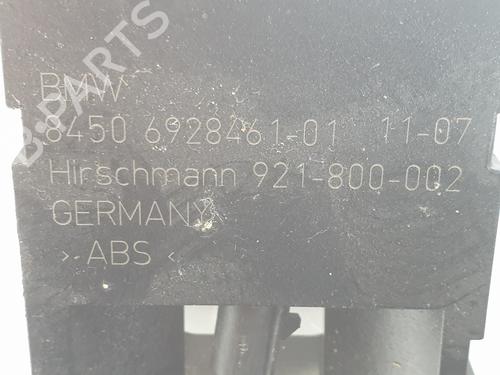 B-PARTS
BMW
8450 6928461-01 11-07
Hirschmann 921-800-002
GERMANY
>ABS<